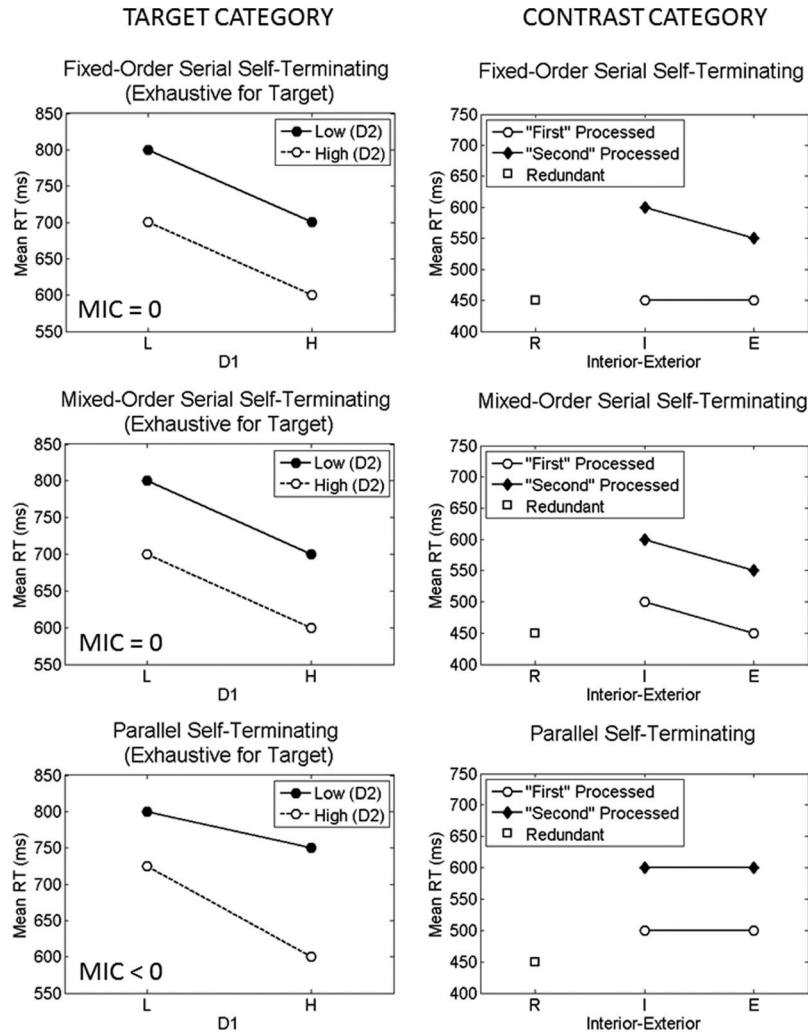 TARGET CATEGORY
CONTRAST CATEGORY
Fixed-Order Serial Self-Terminating
(Exhaustive for Target)
850
800
750
700
650
600
550
Mean RT (ms)
Low (D2)
High (D2)
MIC = 0
L
H
D1
Fixed-Order Serial Self-Terminating
750
700
650
600
550
500
450
400
Mean RT (ms)
"First" Processed
"Second" Processed
Redundant
R
I
E
Interior-Exterior
Mixed-Order Serial Self-Terminating
(Exhaustive for Target)
850
800
750
700
650
600
550
Mean RT (ms)
Low (D2)
High (D2)
MIC = 0
L
H
D1
Mixed-Order Serial Self-Terminating
750
700
650
600
550
500
450
400
Mean RT (ms)
"First" Processed
"Second" Processed
Redundant
R
I
E
Interior-Exterior
Parallel Self-Terminating
(Exhaustive for Target)
850
800
750
700
650
600
550
Mean RT (ms)
Low (D2)
High (D2)
MIC < 0
L
H
D1
Parallel Self-Terminating
750
700
650
600
550
500
450
400
Mean RT (ms)
"First" Processed
"Second" Processed
Redundant
R
I
E
Interior-Exterior